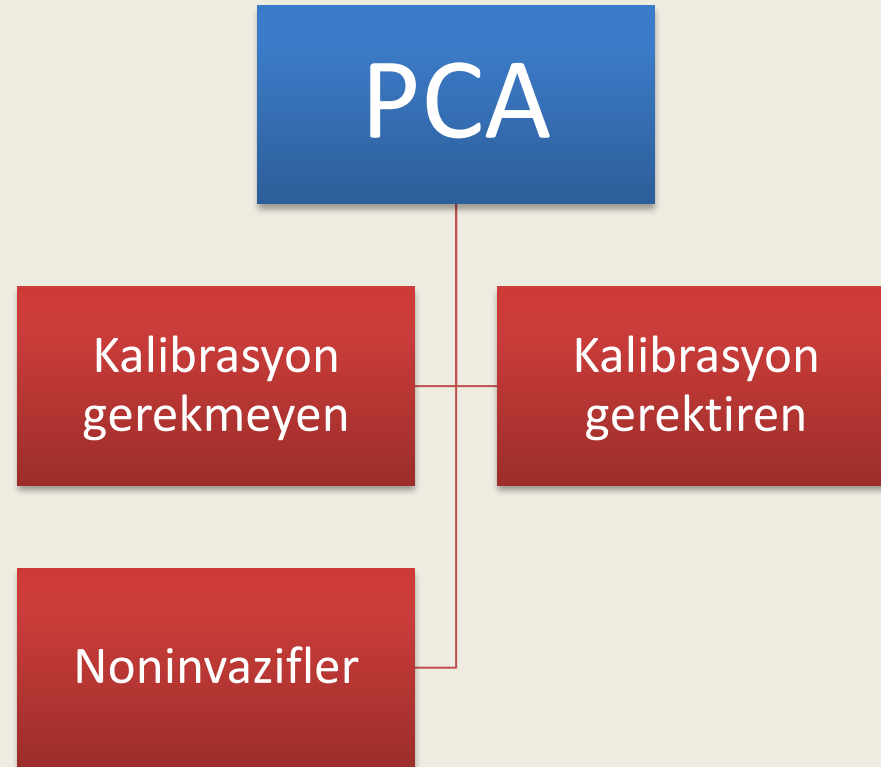 PCA
Kalibrasyon
gerekmeyen
Kalibrasyon
gerektiren
Noninvazifler